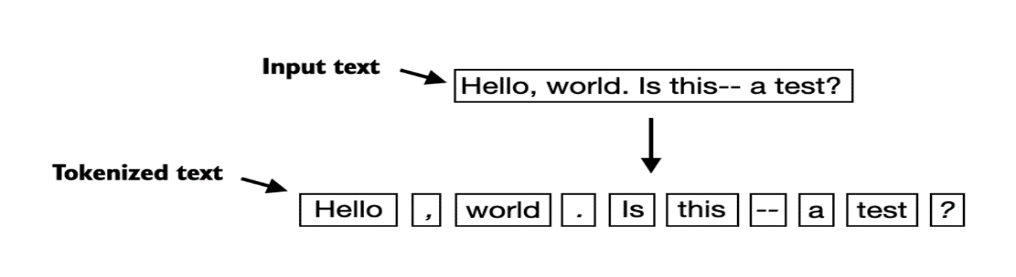 Input text
Hello, world. Is this-- a test?
Tokenized text
Hello , world . Is this -- a test ?